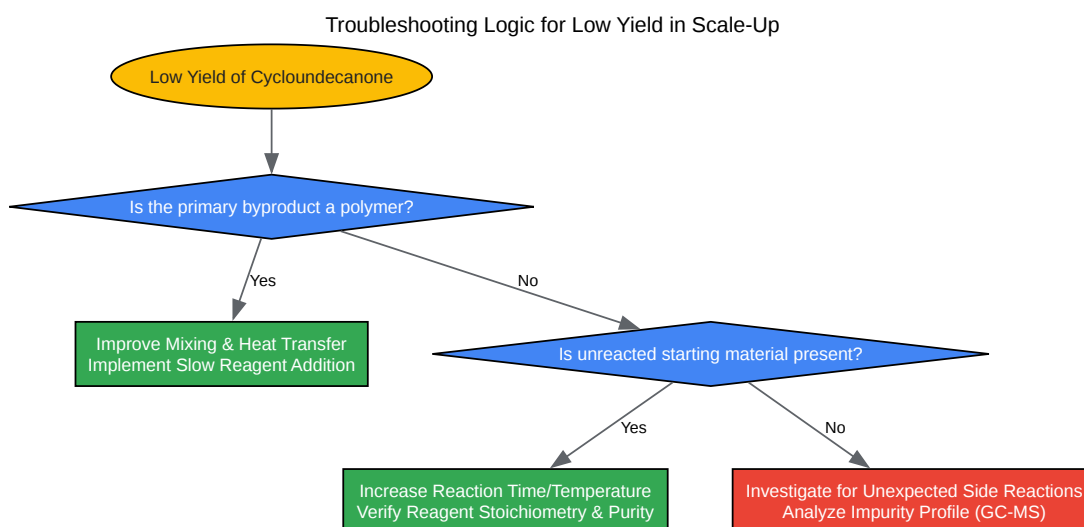 Troubleshooting Logic for Low Yield in Scale-Up
Low Yield of Cycloundecanone
Is the primary byproduct a polymer?
Yes
No
Improve Mixing & Heat Transfer
Implement Slow Reagent Addition
Is unreacted starting material present?
Yes
No
Increase Reaction Time/Temperature
Verify Reagent Stoichiometry & Purity
Investigate for Unexpected Side Reactions
Analyze Impurity Profile (GC-MS)